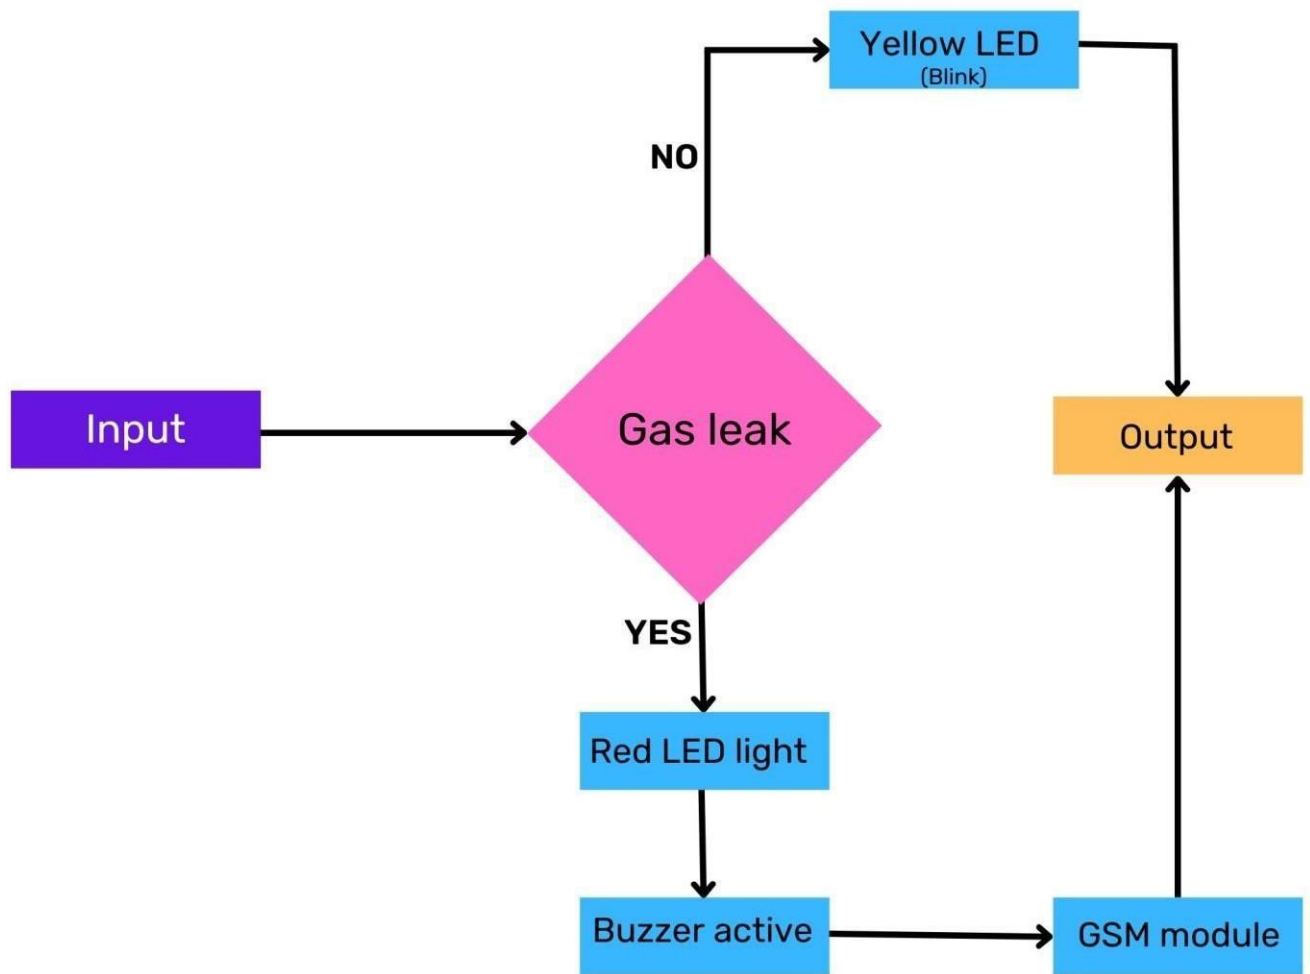 Yellow LED
(Blink)
NO
Input
Gas leak
Output
YES
Red LED light
Buzzer active
GSM module